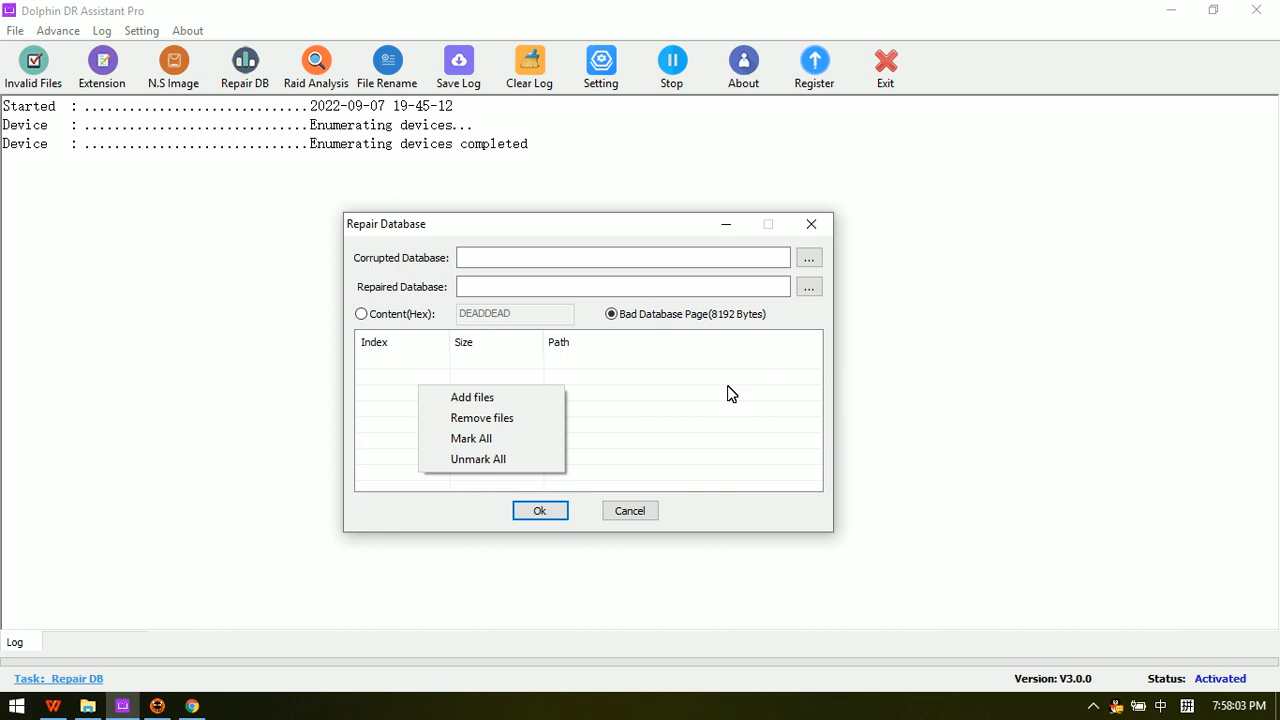 Dolphin DR Assistant Pro
File Advance Log Setting About
Invalid Files Extension N.S Image Repair DB Raid Analysis File Rename Save Log Clear Log Setting Stop About Register Exit
Started : ..............................2022-09-07 19-45-12
Device : ..............................Enumerating devices...
Device : ..............................Enumerating devices completed
Repair Database
Corrupted Database: ...
Repaired Database: ...
Content(Hex): DEADDEAD Bad Database Page(8192 Bytes)
Index Size Path
Add files
Remove files
Mark All
Unmark All
Ok Cancel
Log
Task: Repair DB Version: V3.0.0 Status: Activated
W 中 拼 7:58:03 PM